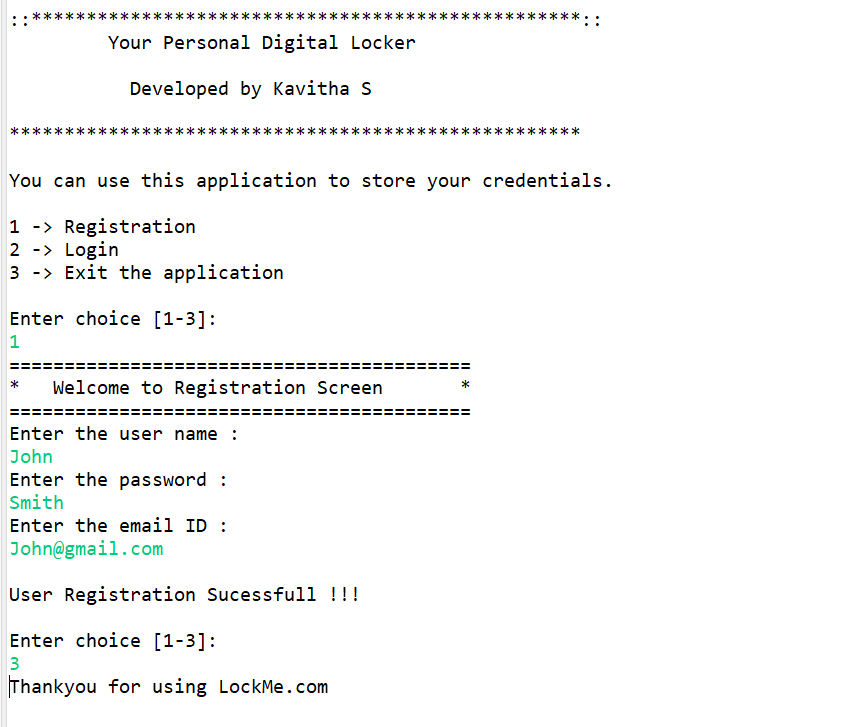 ::**************************************************::
Your Personal Digital Locker
Developed by Kavitha S
****************************************************
You can use this application to store your credentials.
1 -> Registration
2 -> Login
3 -> Exit the application
Enter choice [1-3]:
1
==========================================
*   Welcome to Registration Screen       *
==========================================
Enter the user name :
John
Enter the password :
Smith
Enter the email ID :
John@gmail.com
User Registration Sucessfull !!!
Enter choice [1-3]:
3
Thankyou for using LockMe.com